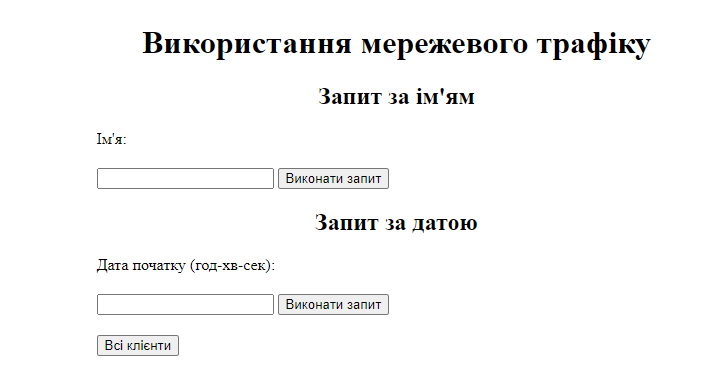 Використання мережевого трафіку
Запит за ім'ям
Ім'я:
Виконати запит
Запит за датою
Дата початку (год-хв-сек):
Виконати запит
Всі клієнти